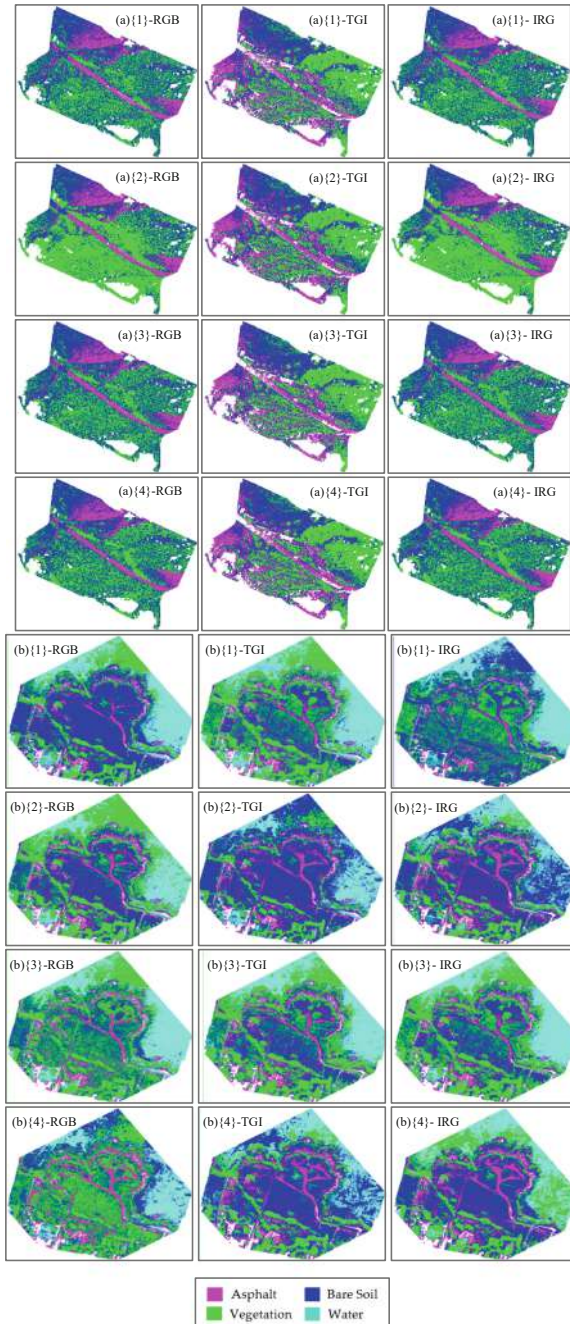 (a){1}-RGB (a){1}-TGI (a){1}- IRG
(a){2}-RGB (a){2}-TGI (a){2}- IRG
(a){3}-RGB (a){3}-TGI (a){3}- IRG
(a){4}-RGB (a){4}-TGI (a){4}- IRG
(b){1}-RGB (b){1}-TGI (b){1}- IRG
(b){2}-RGB (b){2}-TGI (b){2}- IRG
(b){3}-RGB (b){3}-TGI (b){3}- IRG
(b){4}-RGB (b){4}-TGI (b){4}- IRG
Asphalt Bare Soil
Vegetation Water